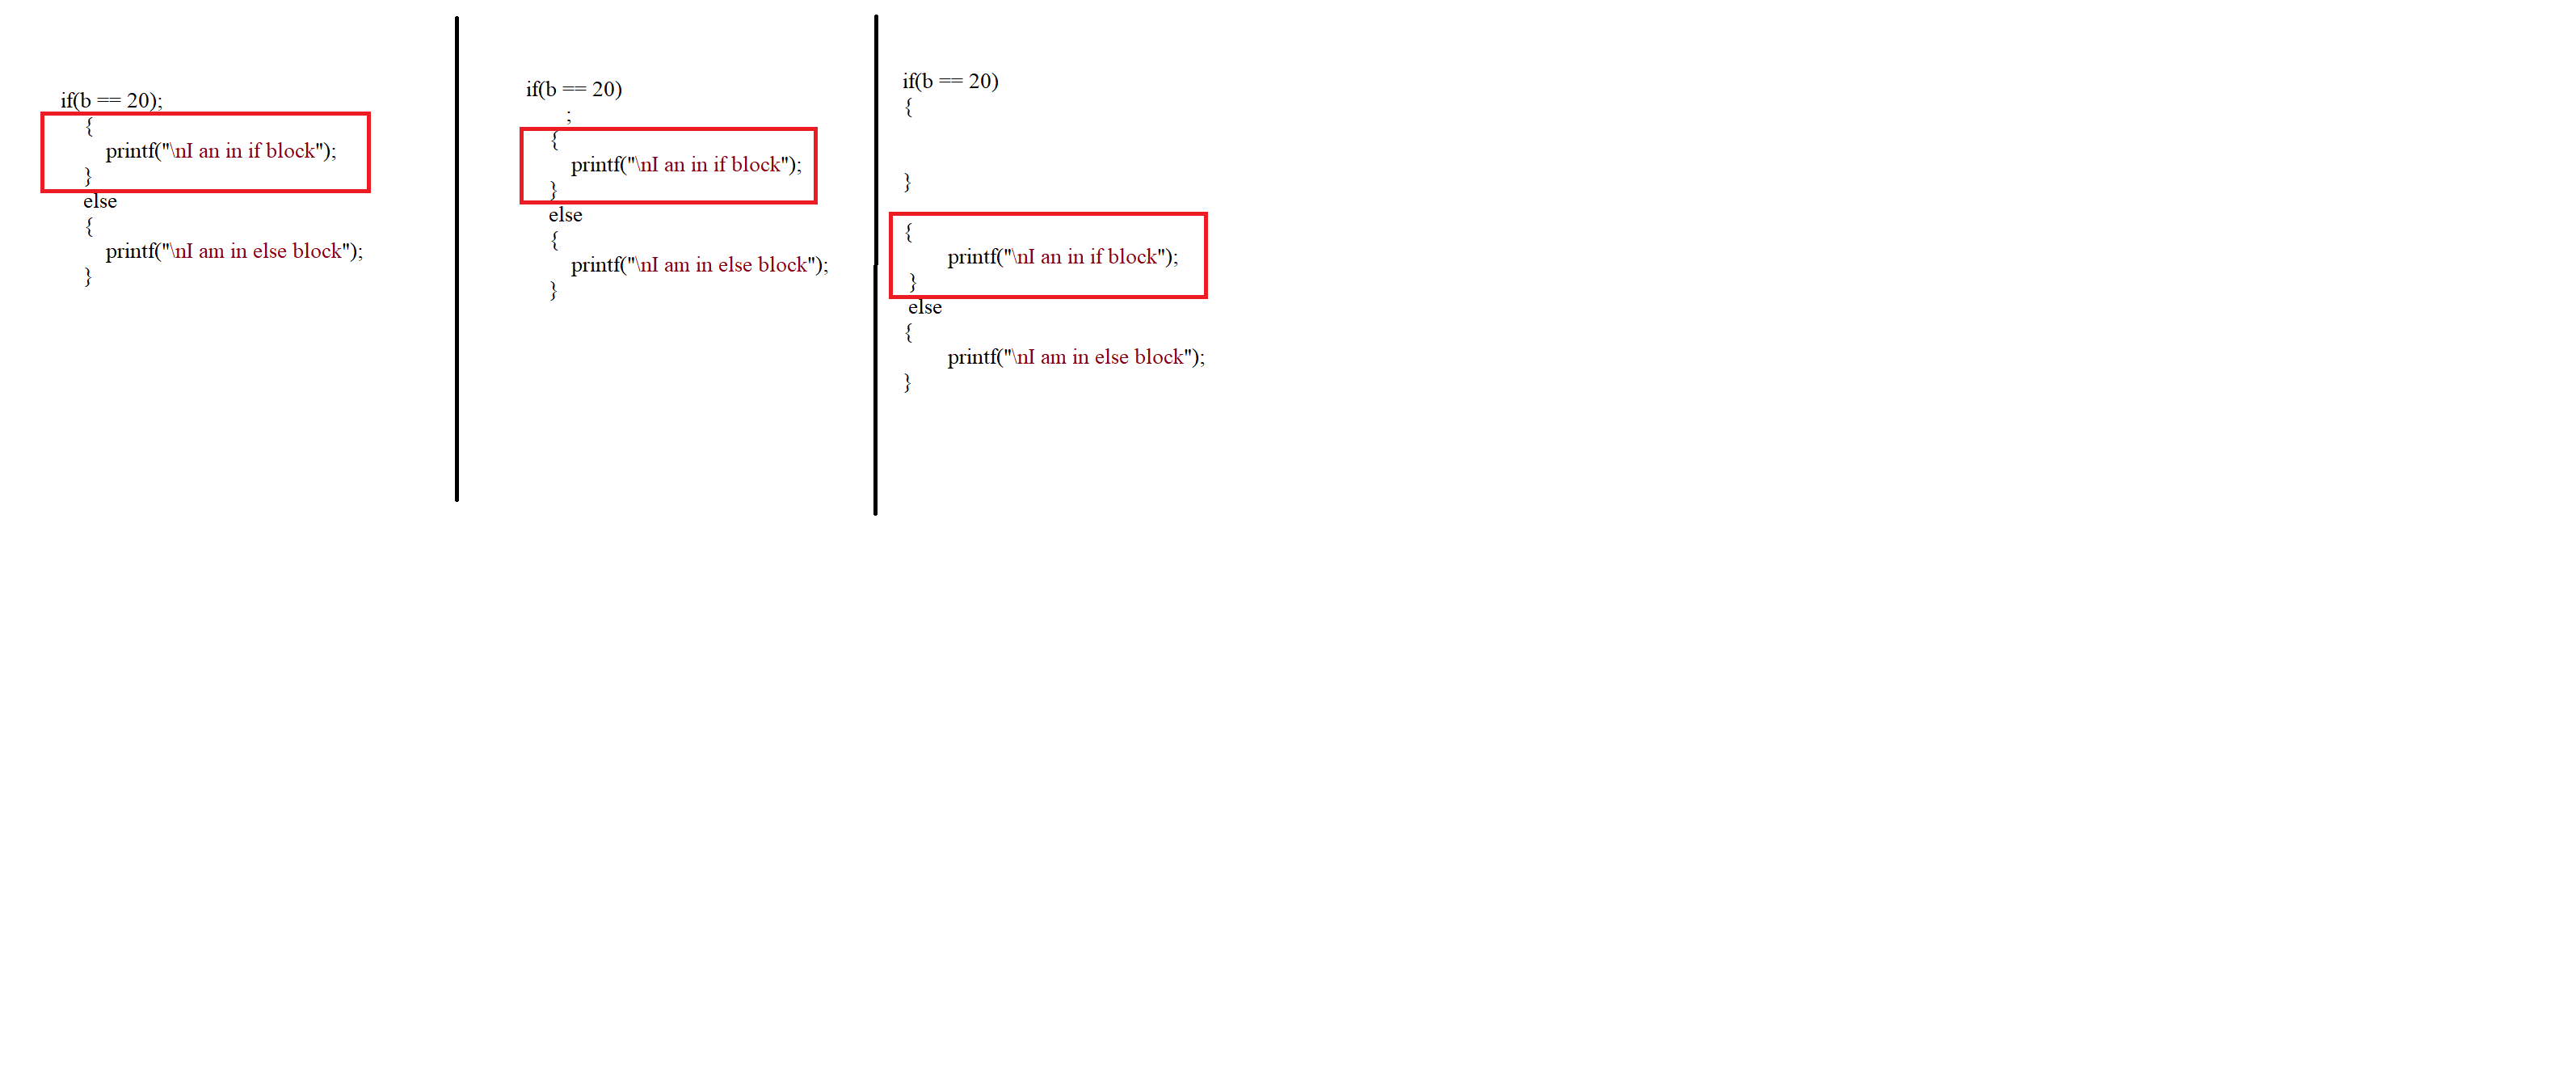 if(b == 20);
{
printf("\nI an in if block");
}
else
{
printf("\nI am in else block");
}
if(b == 20)
;
{
printf("\nI an in if block");
}
else
{
printf("\nI am in else block");
}
if(b == 20)
{
}
{
printf("\nI an in if block");
}
else
{
printf("\nI am in else block");
}